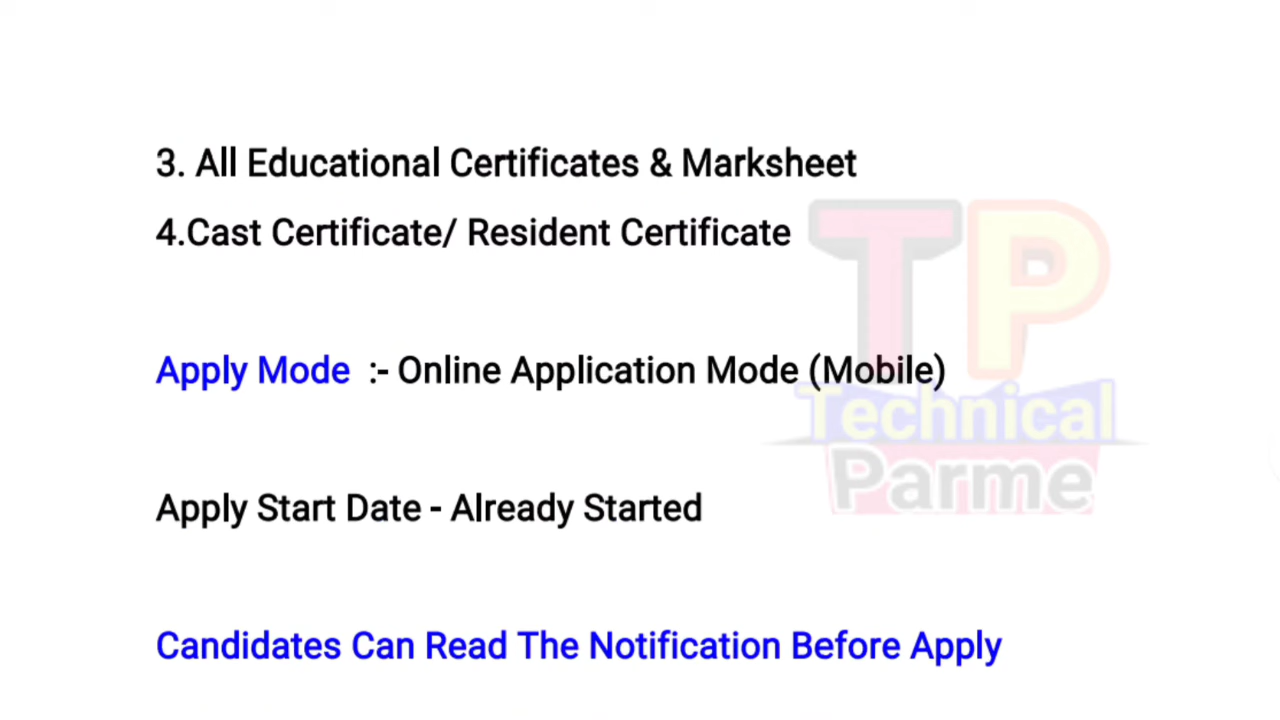 3. All Educational Certificates & Marksheet
4.Cast Certificate/ Resident Certificate
TP
Apply Mode :- Online Application Mode (Mobile)
Technical
Parme
Apply Start Date - Already Started
Candidates Can Read The Notification Before Apply